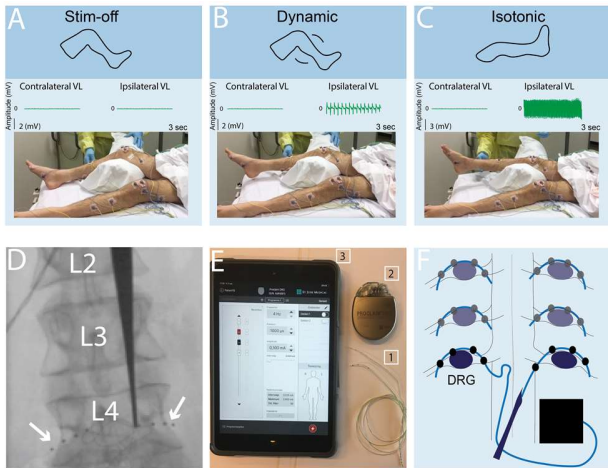 A
Stim-off
Contralateral VL
Ipsilateral VL
Amplitude (mV)
0
0
2 (mV)
3 sec
B
Dynamic
Contralateral VL
Ipsilateral VL
Amplitude (mV)
0
0
2 (mV)
3 sec
C
Isotonic
Contralateral VL
Ipsilateral VL
Amplitude (mV)
0
0
3 (mV)
3 sec
D
L2
L3
L4
E
3
2
1
F
DRG